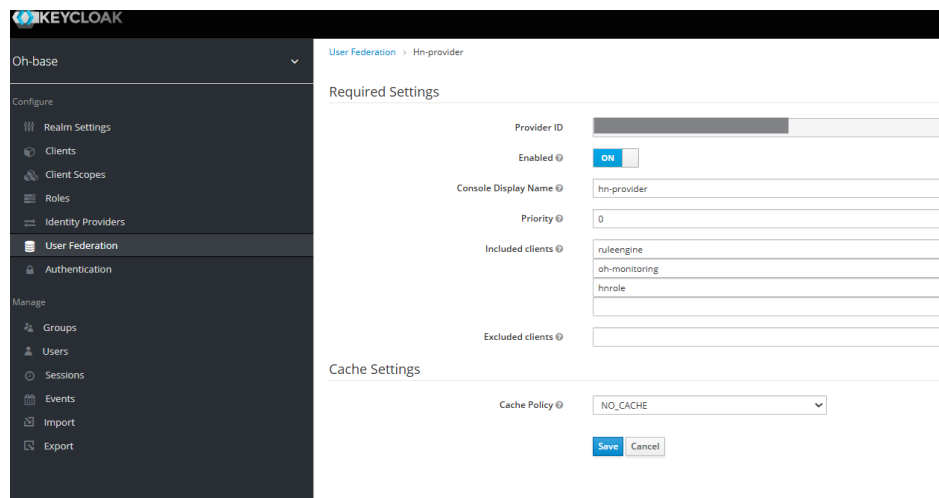 KEYCLOAK
Oh-base
Configure
Realm Settings
Clients
Client Scopes
Roles
Identity Providers
User Federation
Authentication
Manage
Groups
Users
Sessions
Events
Import
Export
User Federation > Hn-provider
Required Settings
Provider ID
Enabled ON
Console Display Name hn-provider
Priority 0
Included clients ruleengine
oh-monitoring
hnrole
Excluded clients
Cache Settings
Cache Policy NO_CACHE
Save Cancel